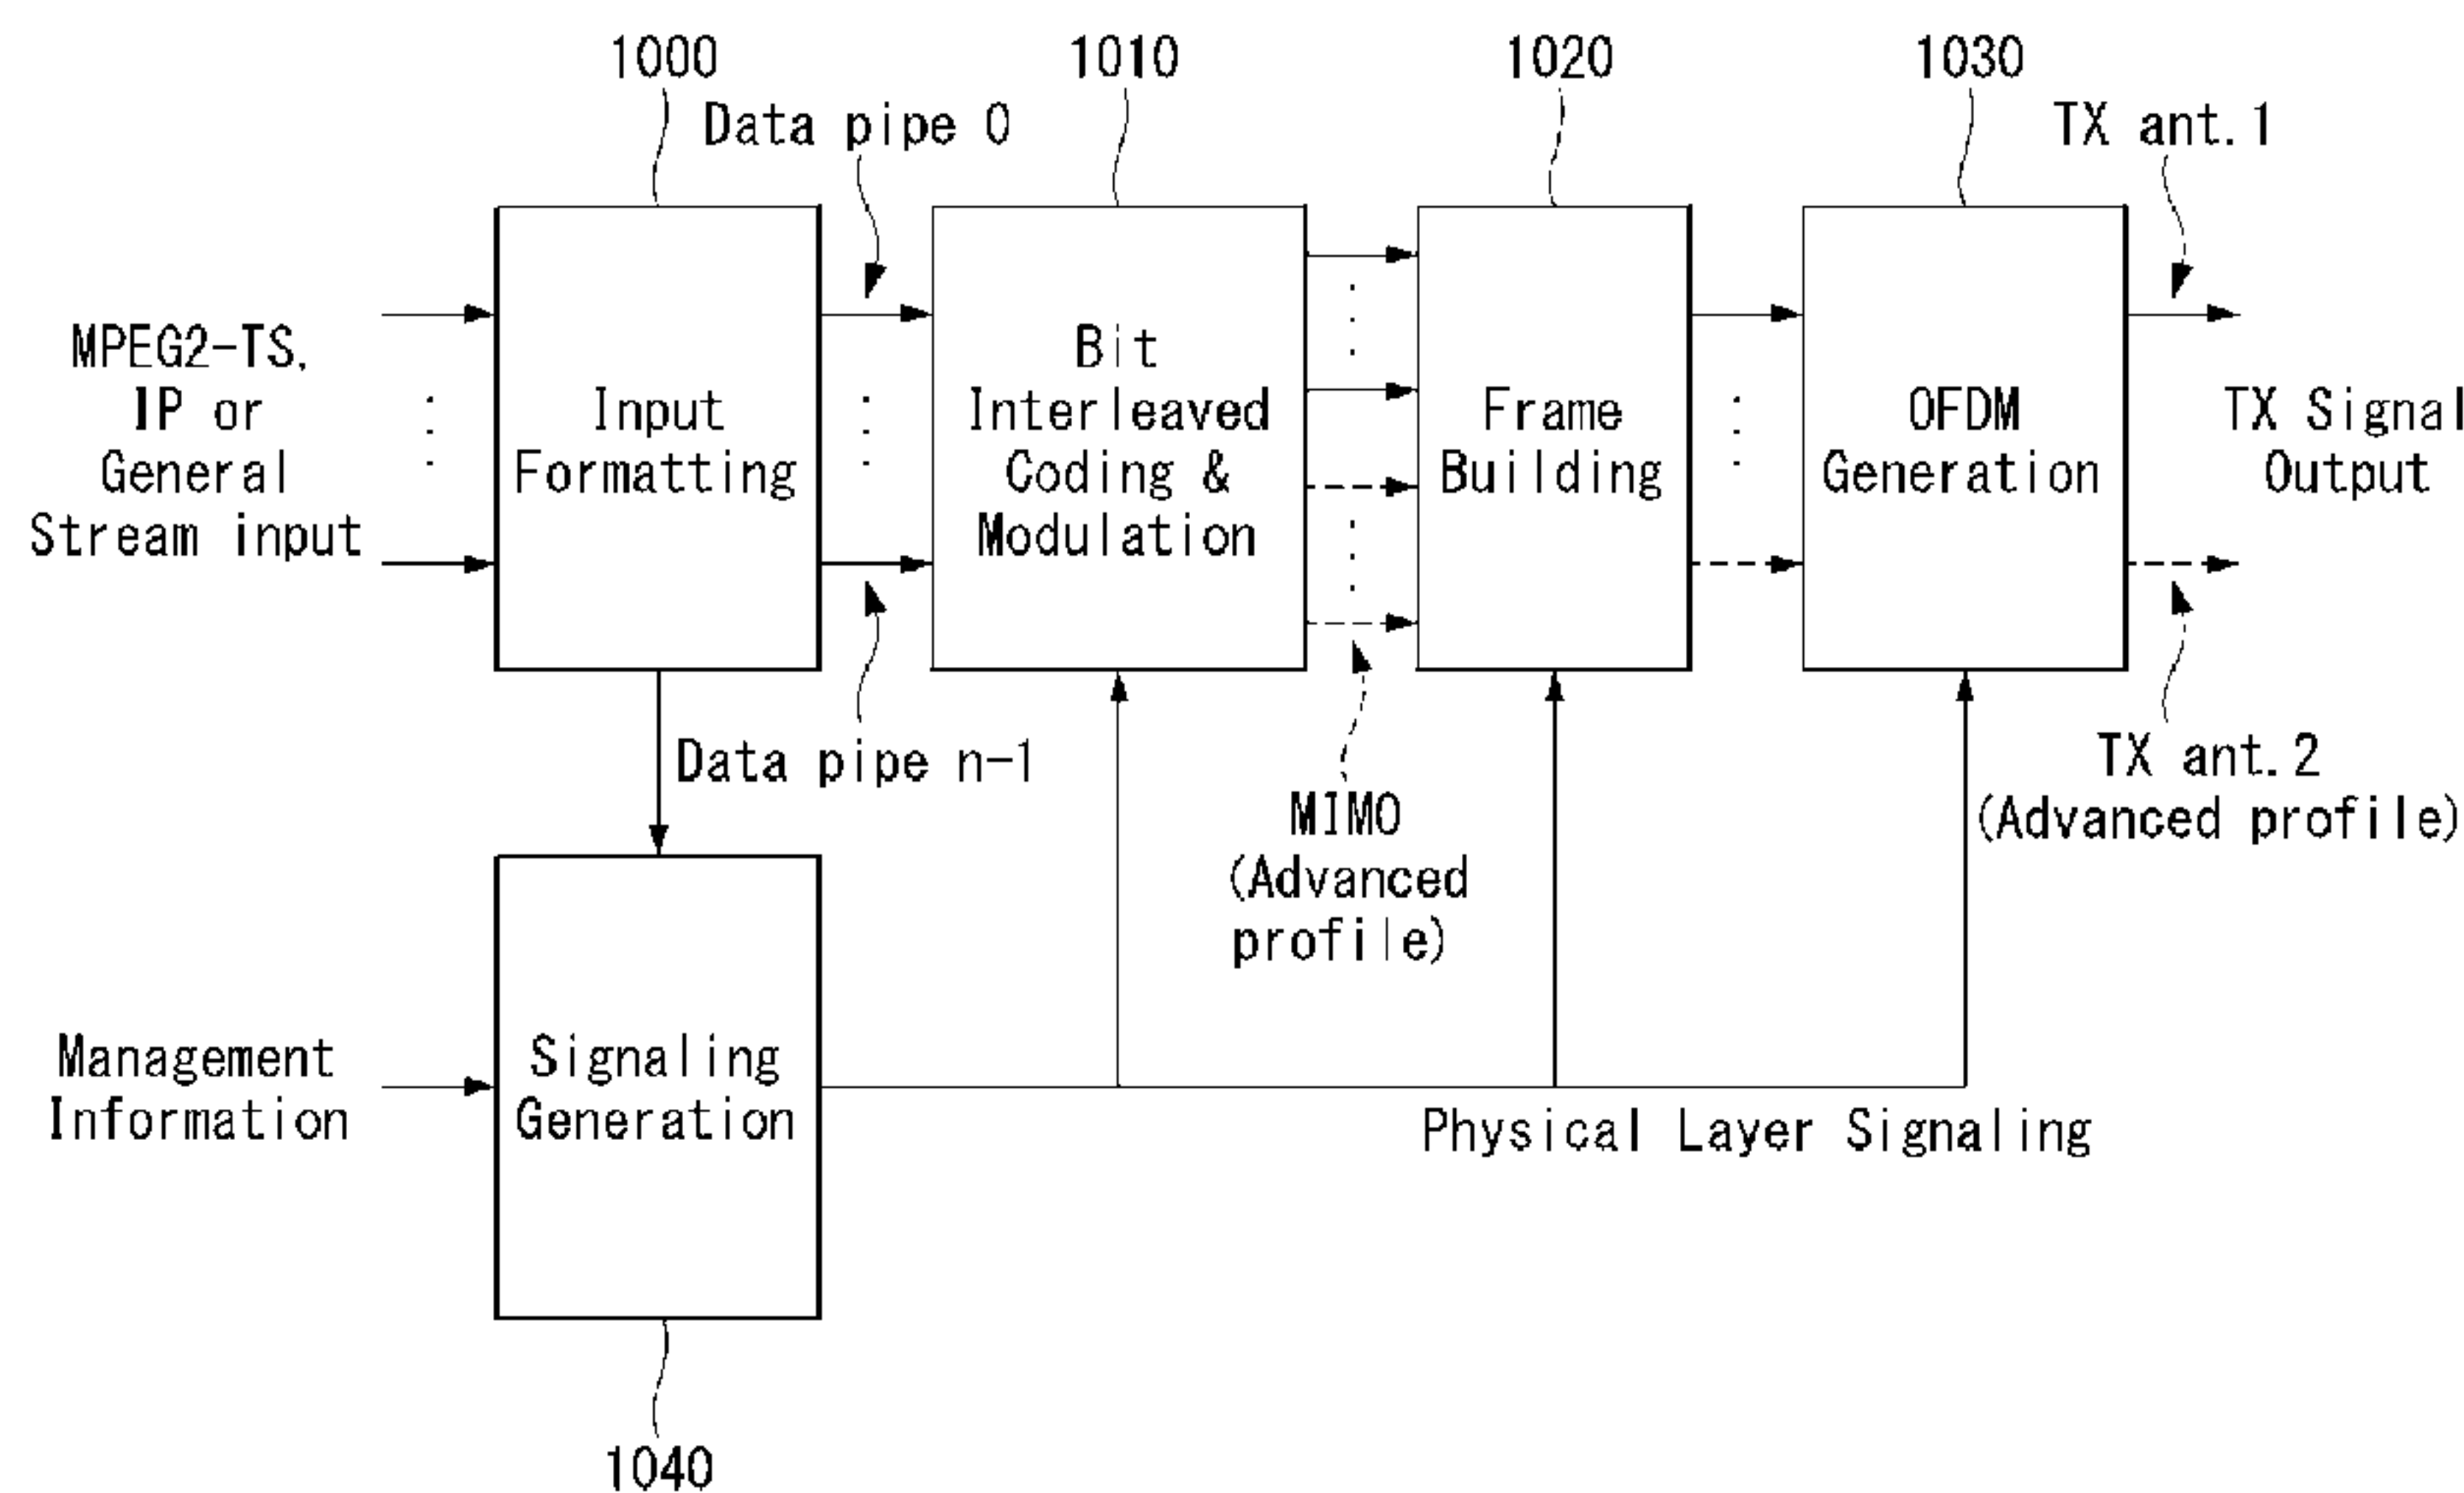 1000
1010
1020
1030
Data pipe 0
TX ant.1
MPEG2-TS,
IP or
General
Stream input
Input
Formatting
Bit
Interleaved
Coding &
Modulation
Frame
Building
OFDM
Generation
TX Signal
Output
Data pipe n-1
MIMO
(Advanced
profile)
TX ant.2
(Advanced profile)
Management
Information
Signaling
Generation
Physical Layer Signaling
1040